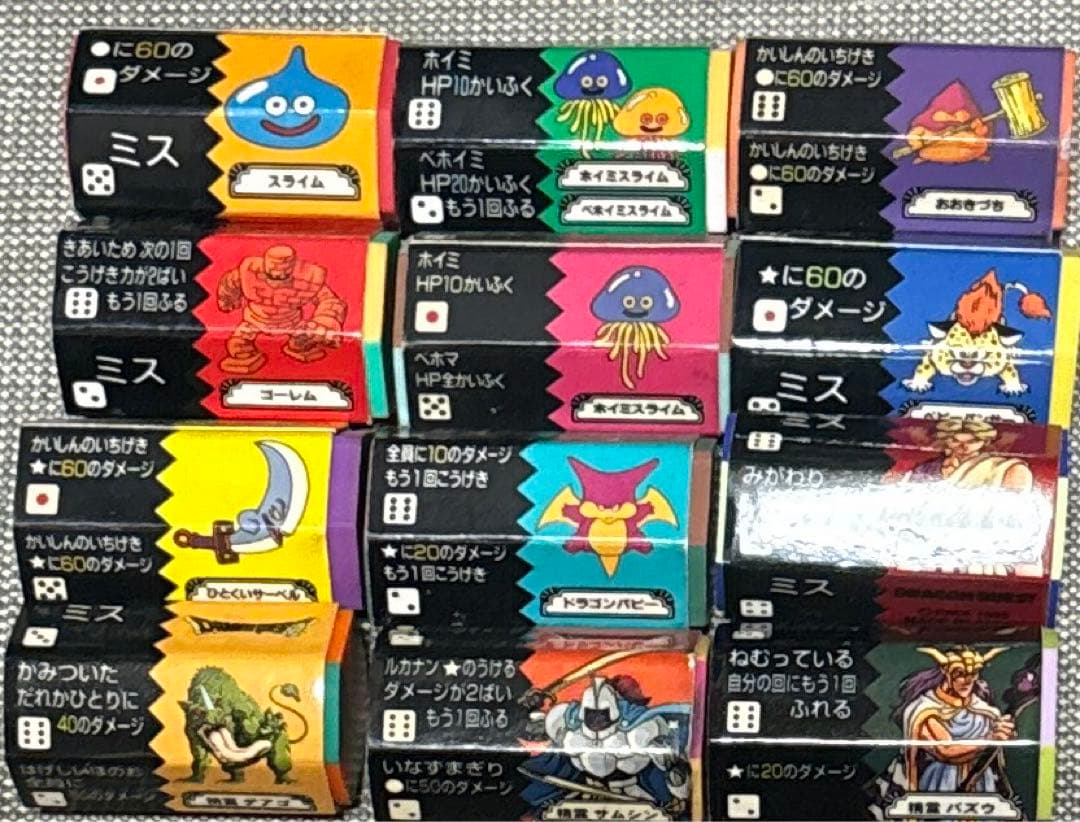 ●に60の
ダメージ
ミス
スライム
ホイミ
HP10かいふく
ベホイミ
HP20かいふく
もう1回ふる
ホイミスライム
ベホイミスライム
かいしんのいちげき
●に60のダメージ
かいしんのいちげき
●に60のダメージ
おおきづち
きあいため 次の1回
こうげき力が2ばい
もう1回ふる
ミス
ゴーレム
ホイミ
HP10かいふく
ベホマ
HP全かいふく
ホイミスライム
★に60の
ダメージ
ミス
かいしんのいちげき
★に60のダメージ
かいしんのいちげき
★に60のダメージ
ひとくいサーベル
全員に10のダメージ
もう1回こうげき
★に20のダメージ
もう1回こうげき
ドラゴンバピー
ミス
みがわり
ミス
ミス
かみついた
だれかひとりに
40のダメージ
ルカナン ★のうける
ダメージが2ばい
もう1回ふる
いなずまぎり
●に50のダメージ
精霊 サムシン
ねむっている
自分の回にもう1回
ふれる
★に20のダメージ
精霊 バズウ